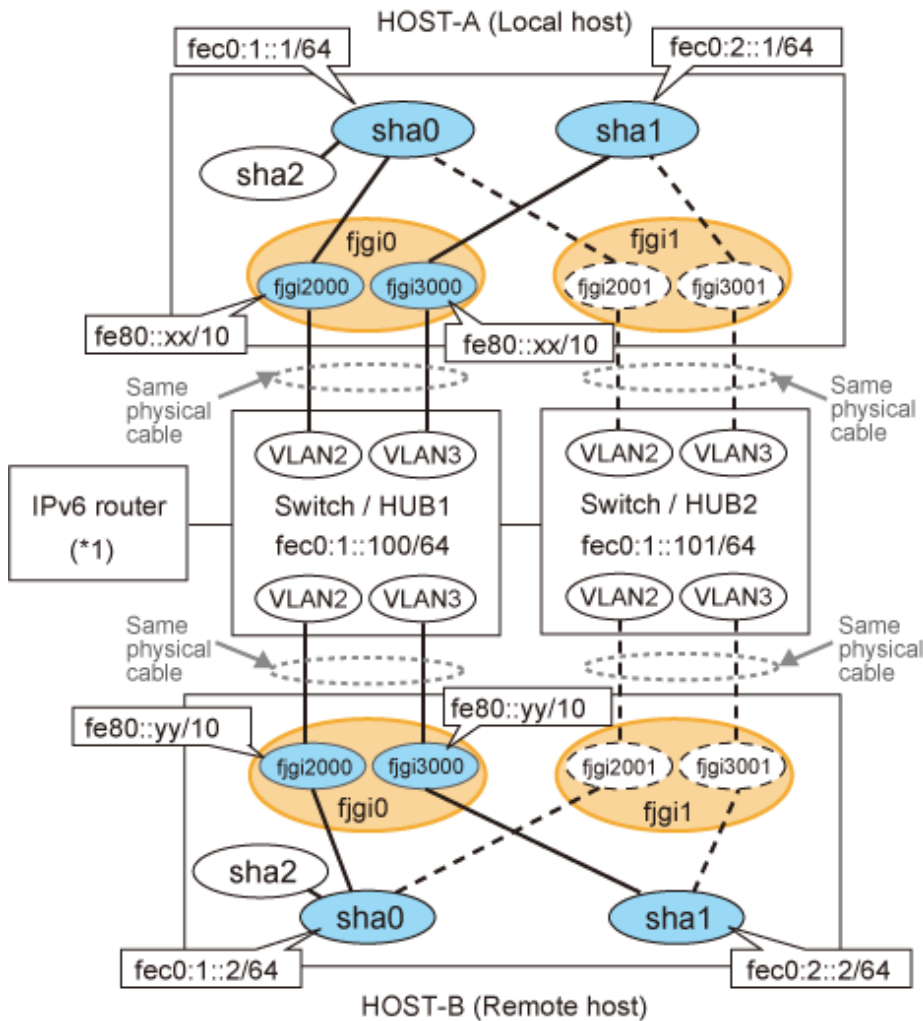 HOST-A (Local host)
fec0:1::1/64
fec0:2::1/64
sha0
sha1
sha2
fjgi0
fjgi1
fjgi2000
fjgi3000
fjgi2001
fjgi3001
fe80::xx/10
fe80::xx/10
Same
physical
cable
Same
physical
cable
VLAN2
VLAN3
VLAN2
VLAN3
IPv6 router
(*1)
Switch / HUB1
fec0:1::100/64
Switch / HUB2
fec0:1::101/64
VLAN2
VLAN3
VLAN2
VLAN3
Same
physical
cable
Same
physical
cable
fe80::yy/10
fe80::yy/10
fjgi2000
fjgi3000
fjgi2001
fjgi3001
fjgi0
fjgi1
sha2
sha0
sha1
fec0:1::2/64
fec0:2::2/64
HOST-B (Remote host)